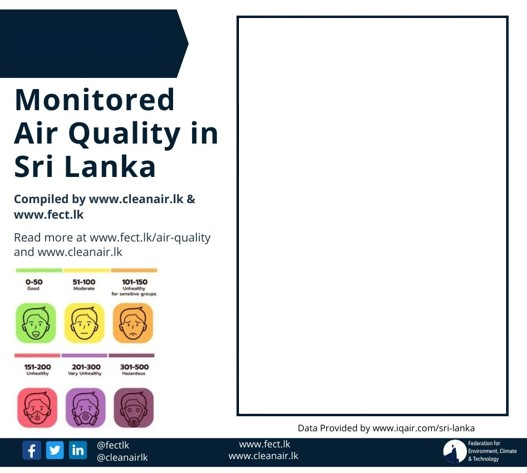 Monitored
Air Quality in
Sri Lanka
Compiled by www.cleanair.lk &
www.fect.lk
Read more at www.fect.lk/air-quality
and www.cleanair.lk
0-50
Good
51-100
Moderate
101-150
Unhealthy
for sensitive groups
151-200
Unhealthy
201-300
Very Unhealthy
301-500
Hazardous
Data Provided by www.iqair.com/sri-lanka
@fectlk
@cleanairlk
www.fect.lk
www.cleanair.lk
Federation for
Environment, Climate
& Technology